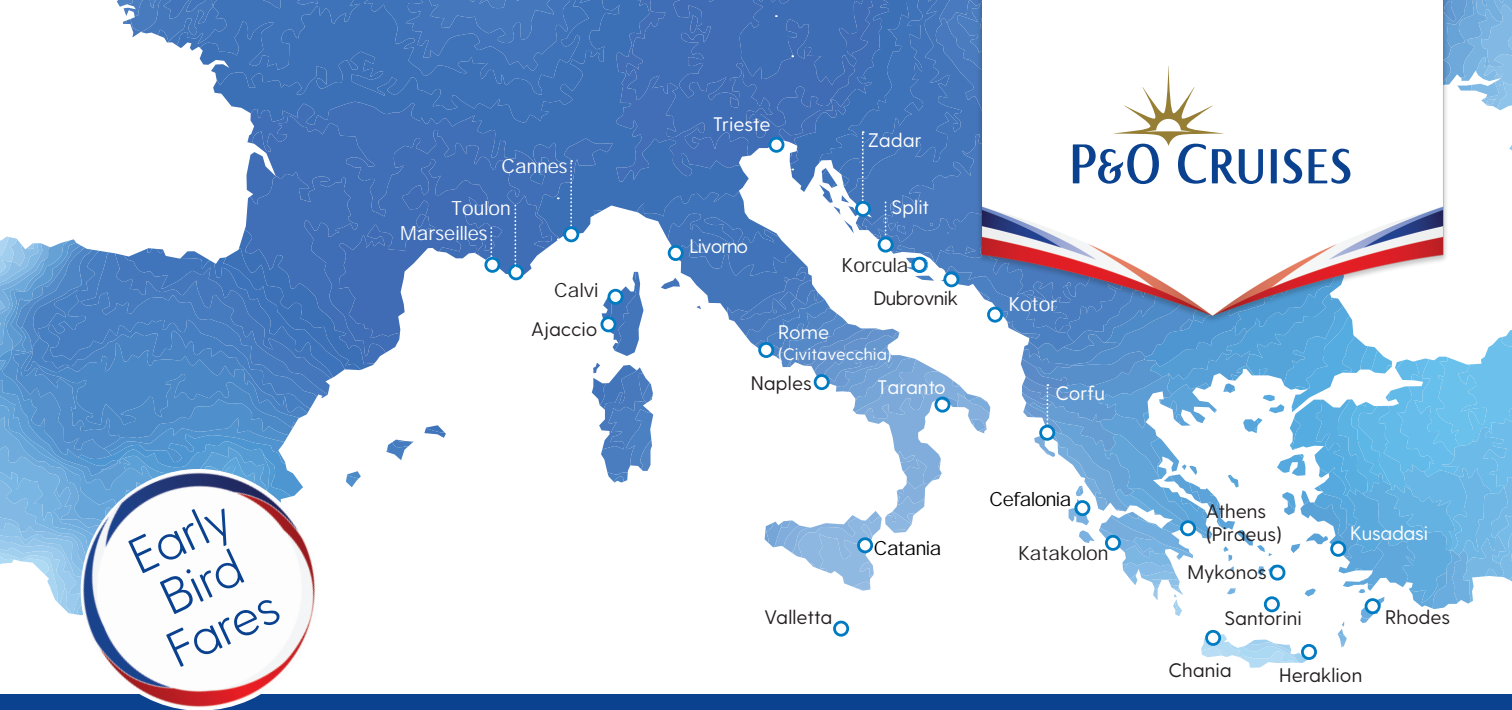 P&O CRUISES
Trieste
Zadar
Cannes
Toulon
Split
Marseilles
Livorno
Korcula
Calvi
Dubrovnik
Kotor
Ajaccio
Rome
(Civitavecchia)
Naples
Taranto
Corfu
Cefalonia
Athens
(Piraeus)
Kusadasi
Catania
Katakolon
Mykonos
Valletta
Santorini
Rhodes
Chania
Heraklion
Early
Bird
Fares